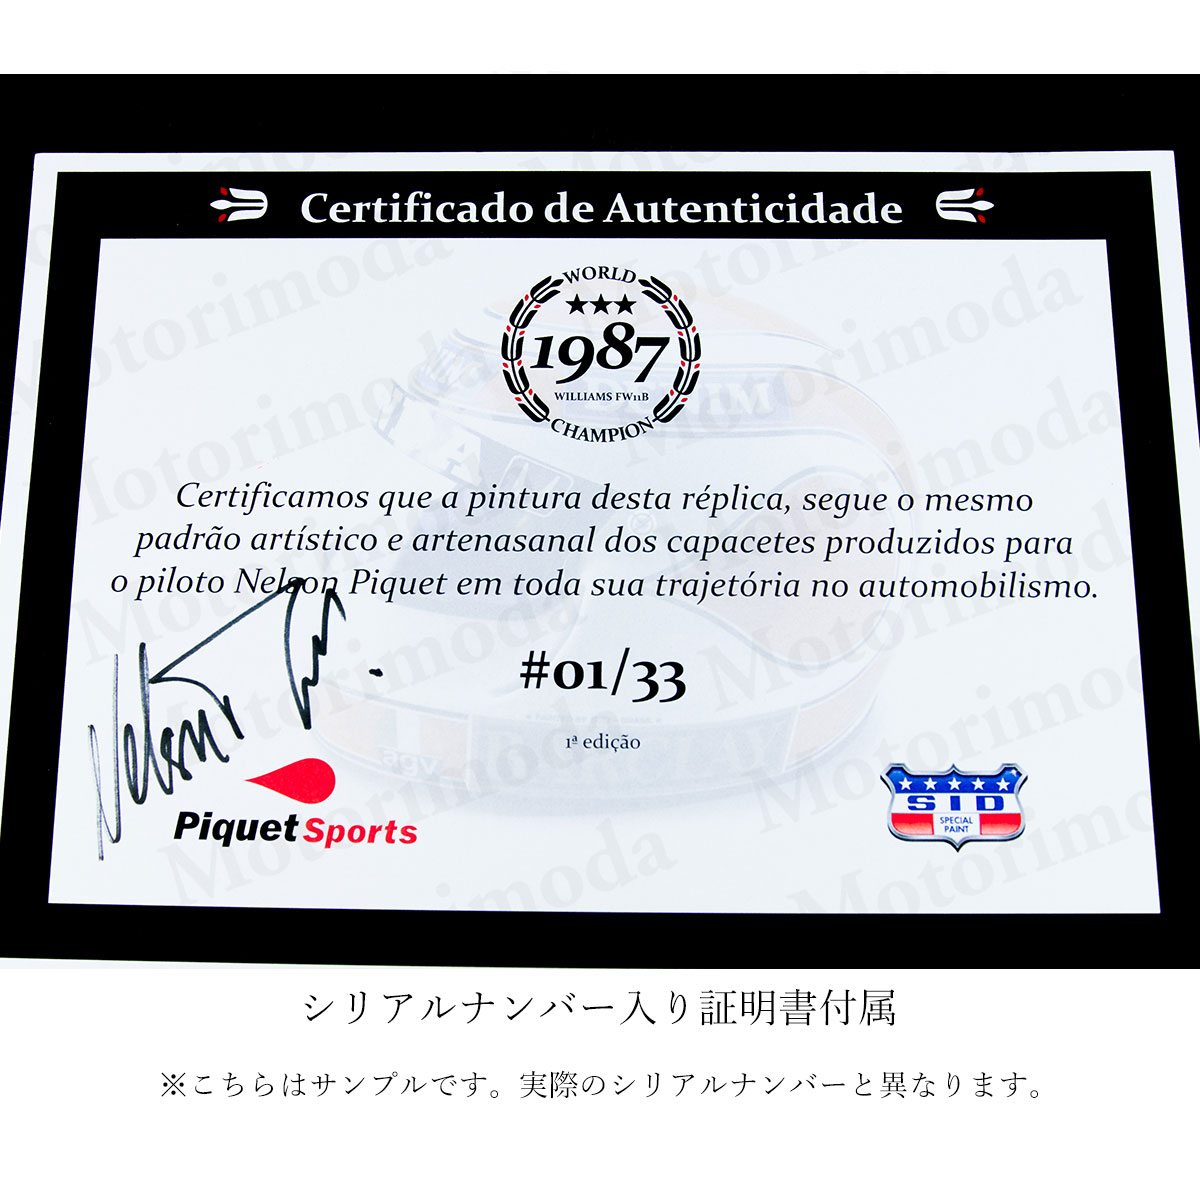 Certificado de Autenticidade
WORLD
1987
WILLIAMS FW11B
CHAMPION
Certificamos que a pintura desta réplica, segue o mesmo
padrão artístico e artenasanal dos capacetes produzidos para
o piloto Nelson Piquet em toda sua trajetória no automobilismo.
#01/33
1ª edição
Nelson
Piquet Sports
SID
SPECIAL
PAINT
agv
Motorimoda
シリアルナンバー入り証明書付属
※こちらはサンプルです。実際のシリアルナンバーと異なります。